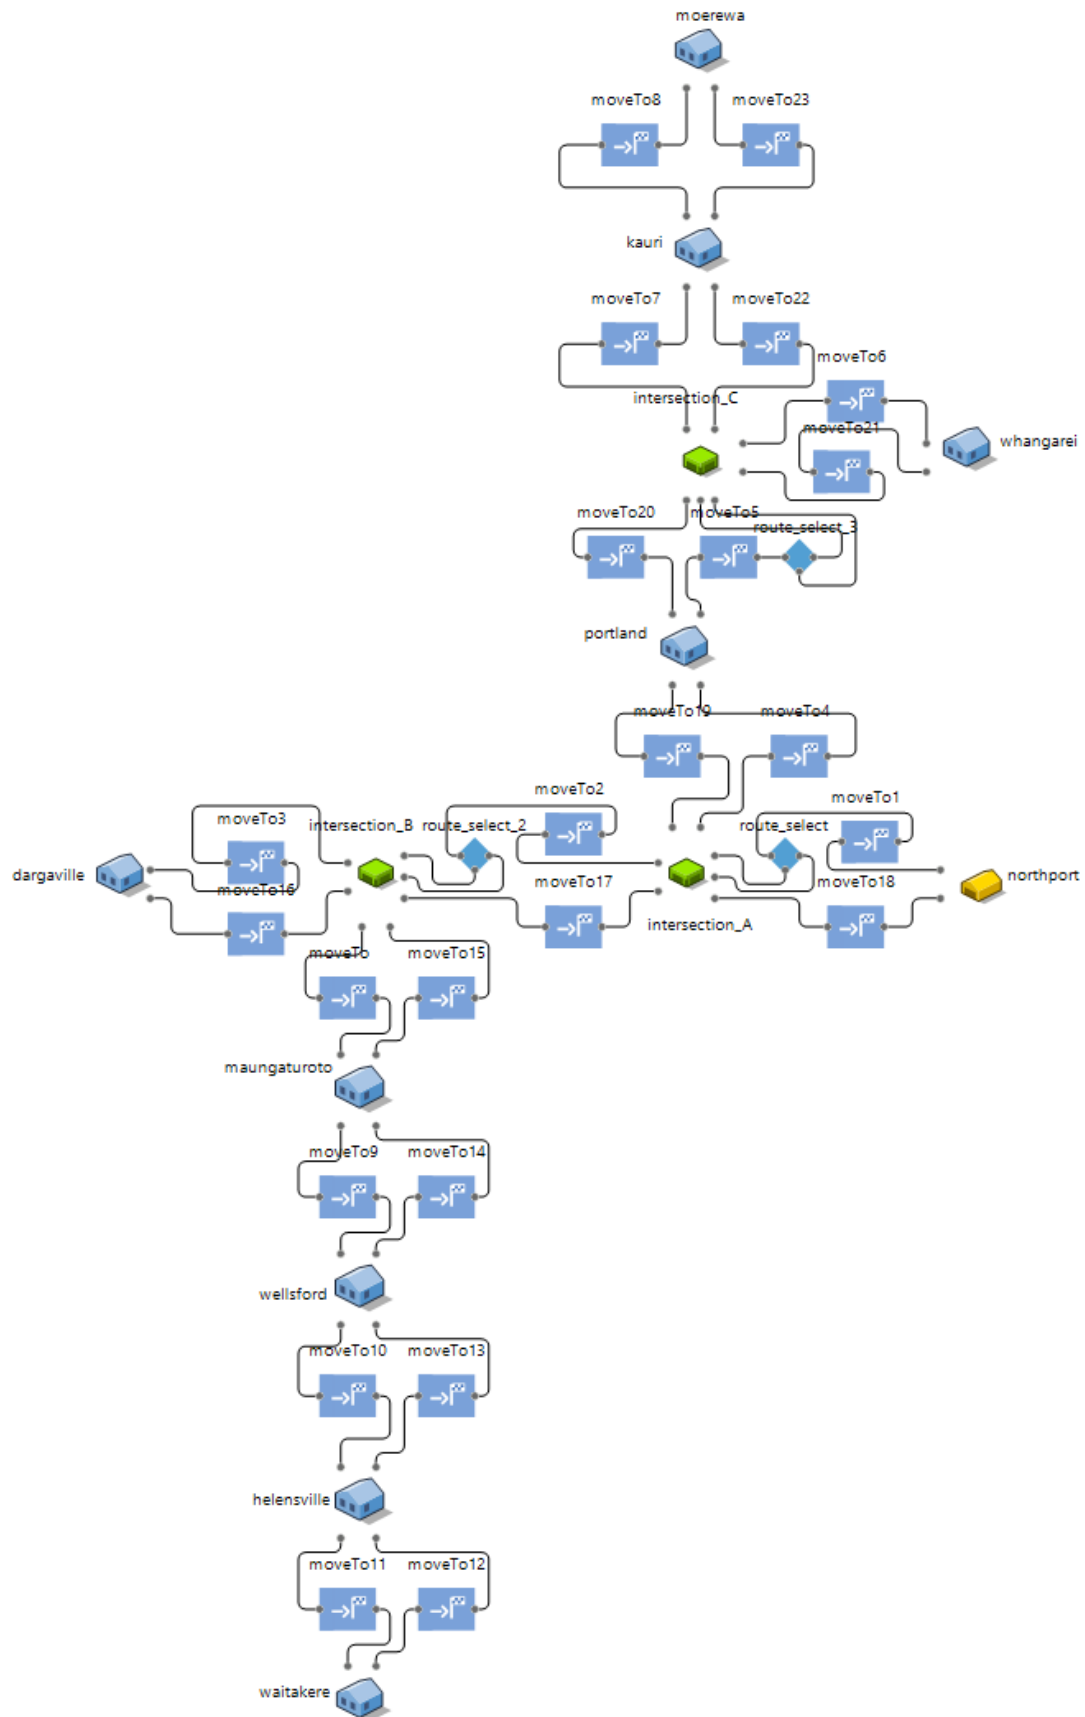 moerewa
moveTo8
moveTo23
kauri
moveTo7
moveTo22
moveTo6
intersection_C
moveTo21
whangarei
moveTo20
moveTo5
route_select_3
portland
moveTo19
moveTo4
moveTo2
moveTo1
moveTo3
intersection_B
route_select_2
route_select
dargaville
moveTo16
moveTo17
moveTo18
northport
intersection_A
moveTo
moveTo15
maungaturoto
moveTo9
moveTo14
wellsford
moveTo10
moveTo13
helensville
moveTo11
moveTo12
waitakere